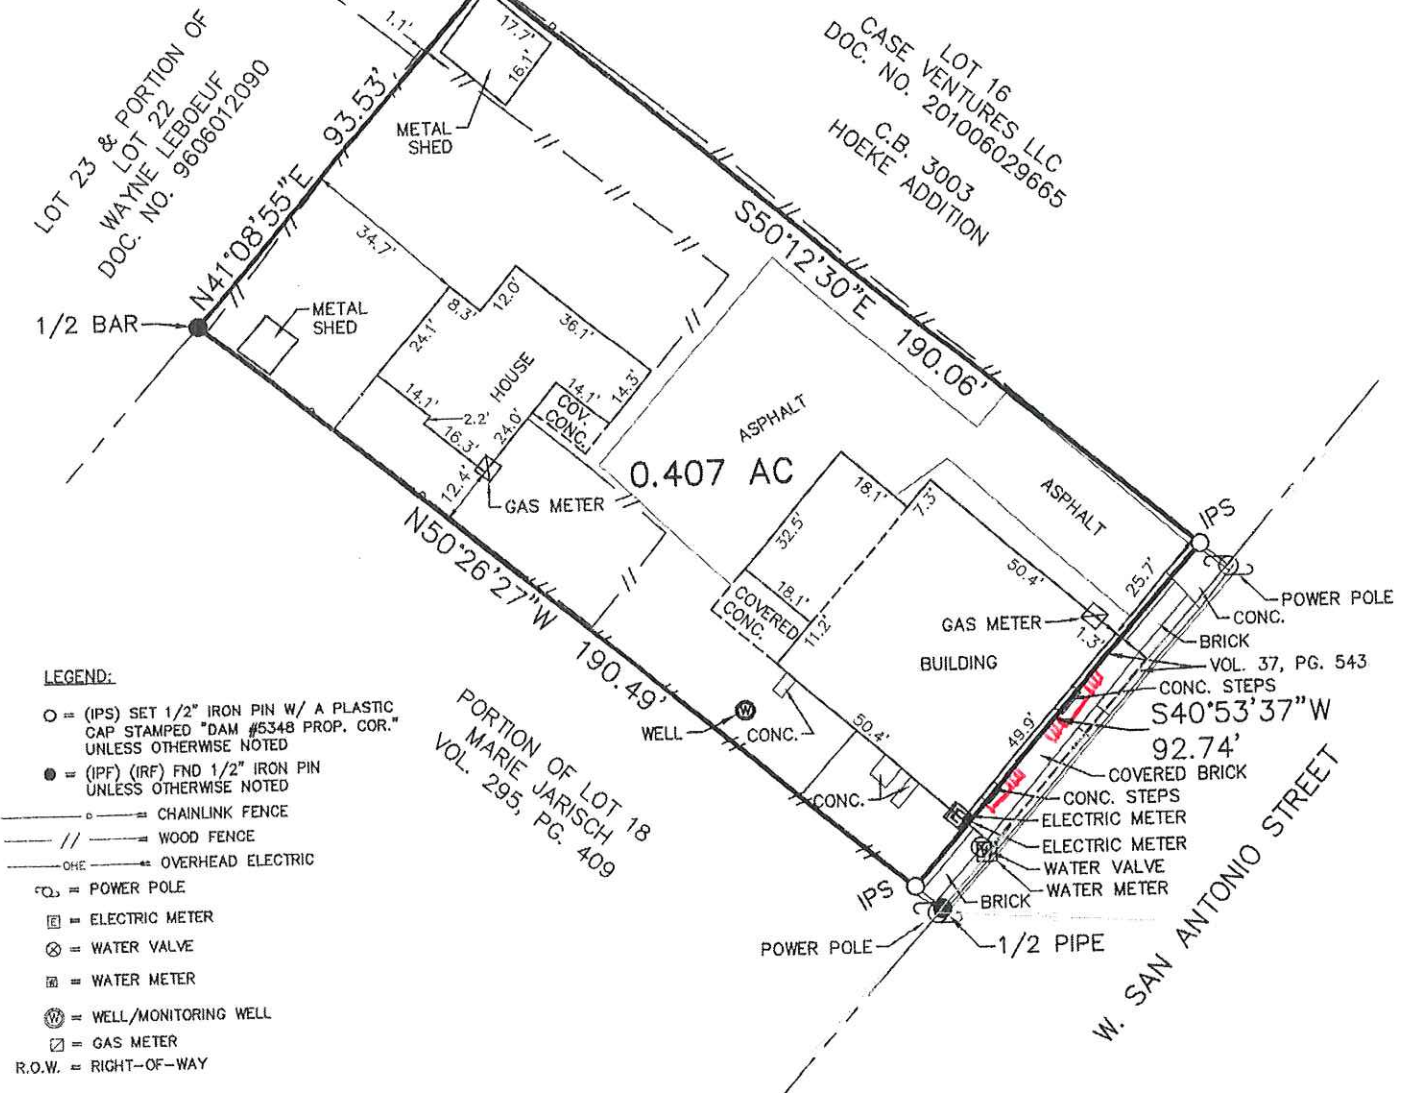 LOT 23 & PORTION OF
LOT 22
WAYNE LEBOEUF
DOC. NO. 9606012090
1.1'
17.7'
16.1'
METAL
SHED
LOT 16
CASE VENTURES LLC
DOC. NO. 201006029665
C.B. 3003
HOEKE ADDITION
N41°08'55"E 93.53'
S50°12'30"E 190.06'
1/2 BAR
METAL
SHED
34.7'
8.3'
12.0'
36.1'
24.1'
14.1'
2.2'
16.3'
24.0'
HOUSE
14.1'
14.3'
COV.
CONC.
12.4'
GAS METER
ASPHALT
0.407 AC
ASPHALT
N50°26'27"W 190.49'
18.1'
7.3'
32.5'
18.1'
COVERED
CONC.
11.2'
50.4'
25.7'
GAS METER
1.3'
BUILDING
49.9'
50.4'
WELL
CONC.
CONC.
IPS
POWER POLE
CONC.
BRICK
VOL. 37, PG. 543
CONC. STEPS
S40°53'37"W
92.74'
COVERED BRICK
CONC. STEPS
ELECTRIC METER
ELECTRIC METER
WATER VALVE
WATER METER
BRICK
IPS
POWER POLE
1/2 PIPE
W. SAN ANTONIO STREET
PORTION OF LOT 18
MARIE JARISCH
VOL. 295, PG. 409
LEGEND:
O = (IPS) SET 1/2" IRON PIN W/ A PLASTIC
CAP STAMPED "DAM #5348 PROP. COR."
UNLESS OTHERWISE NOTED
● = (IPF) (IRF) FND 1/2" IRON PIN
UNLESS OTHERWISE NOTED
= CHAINLINK FENCE
// = WOOD FENCE
OHE = OVERHEAD ELECTRIC
= POWER POLE
E = ELECTRIC METER
= WATER VALVE
= WATER METER
W = WELL/MONITORING WELL
= GAS METER
R.O.W. = RIGHT-OF-WAY